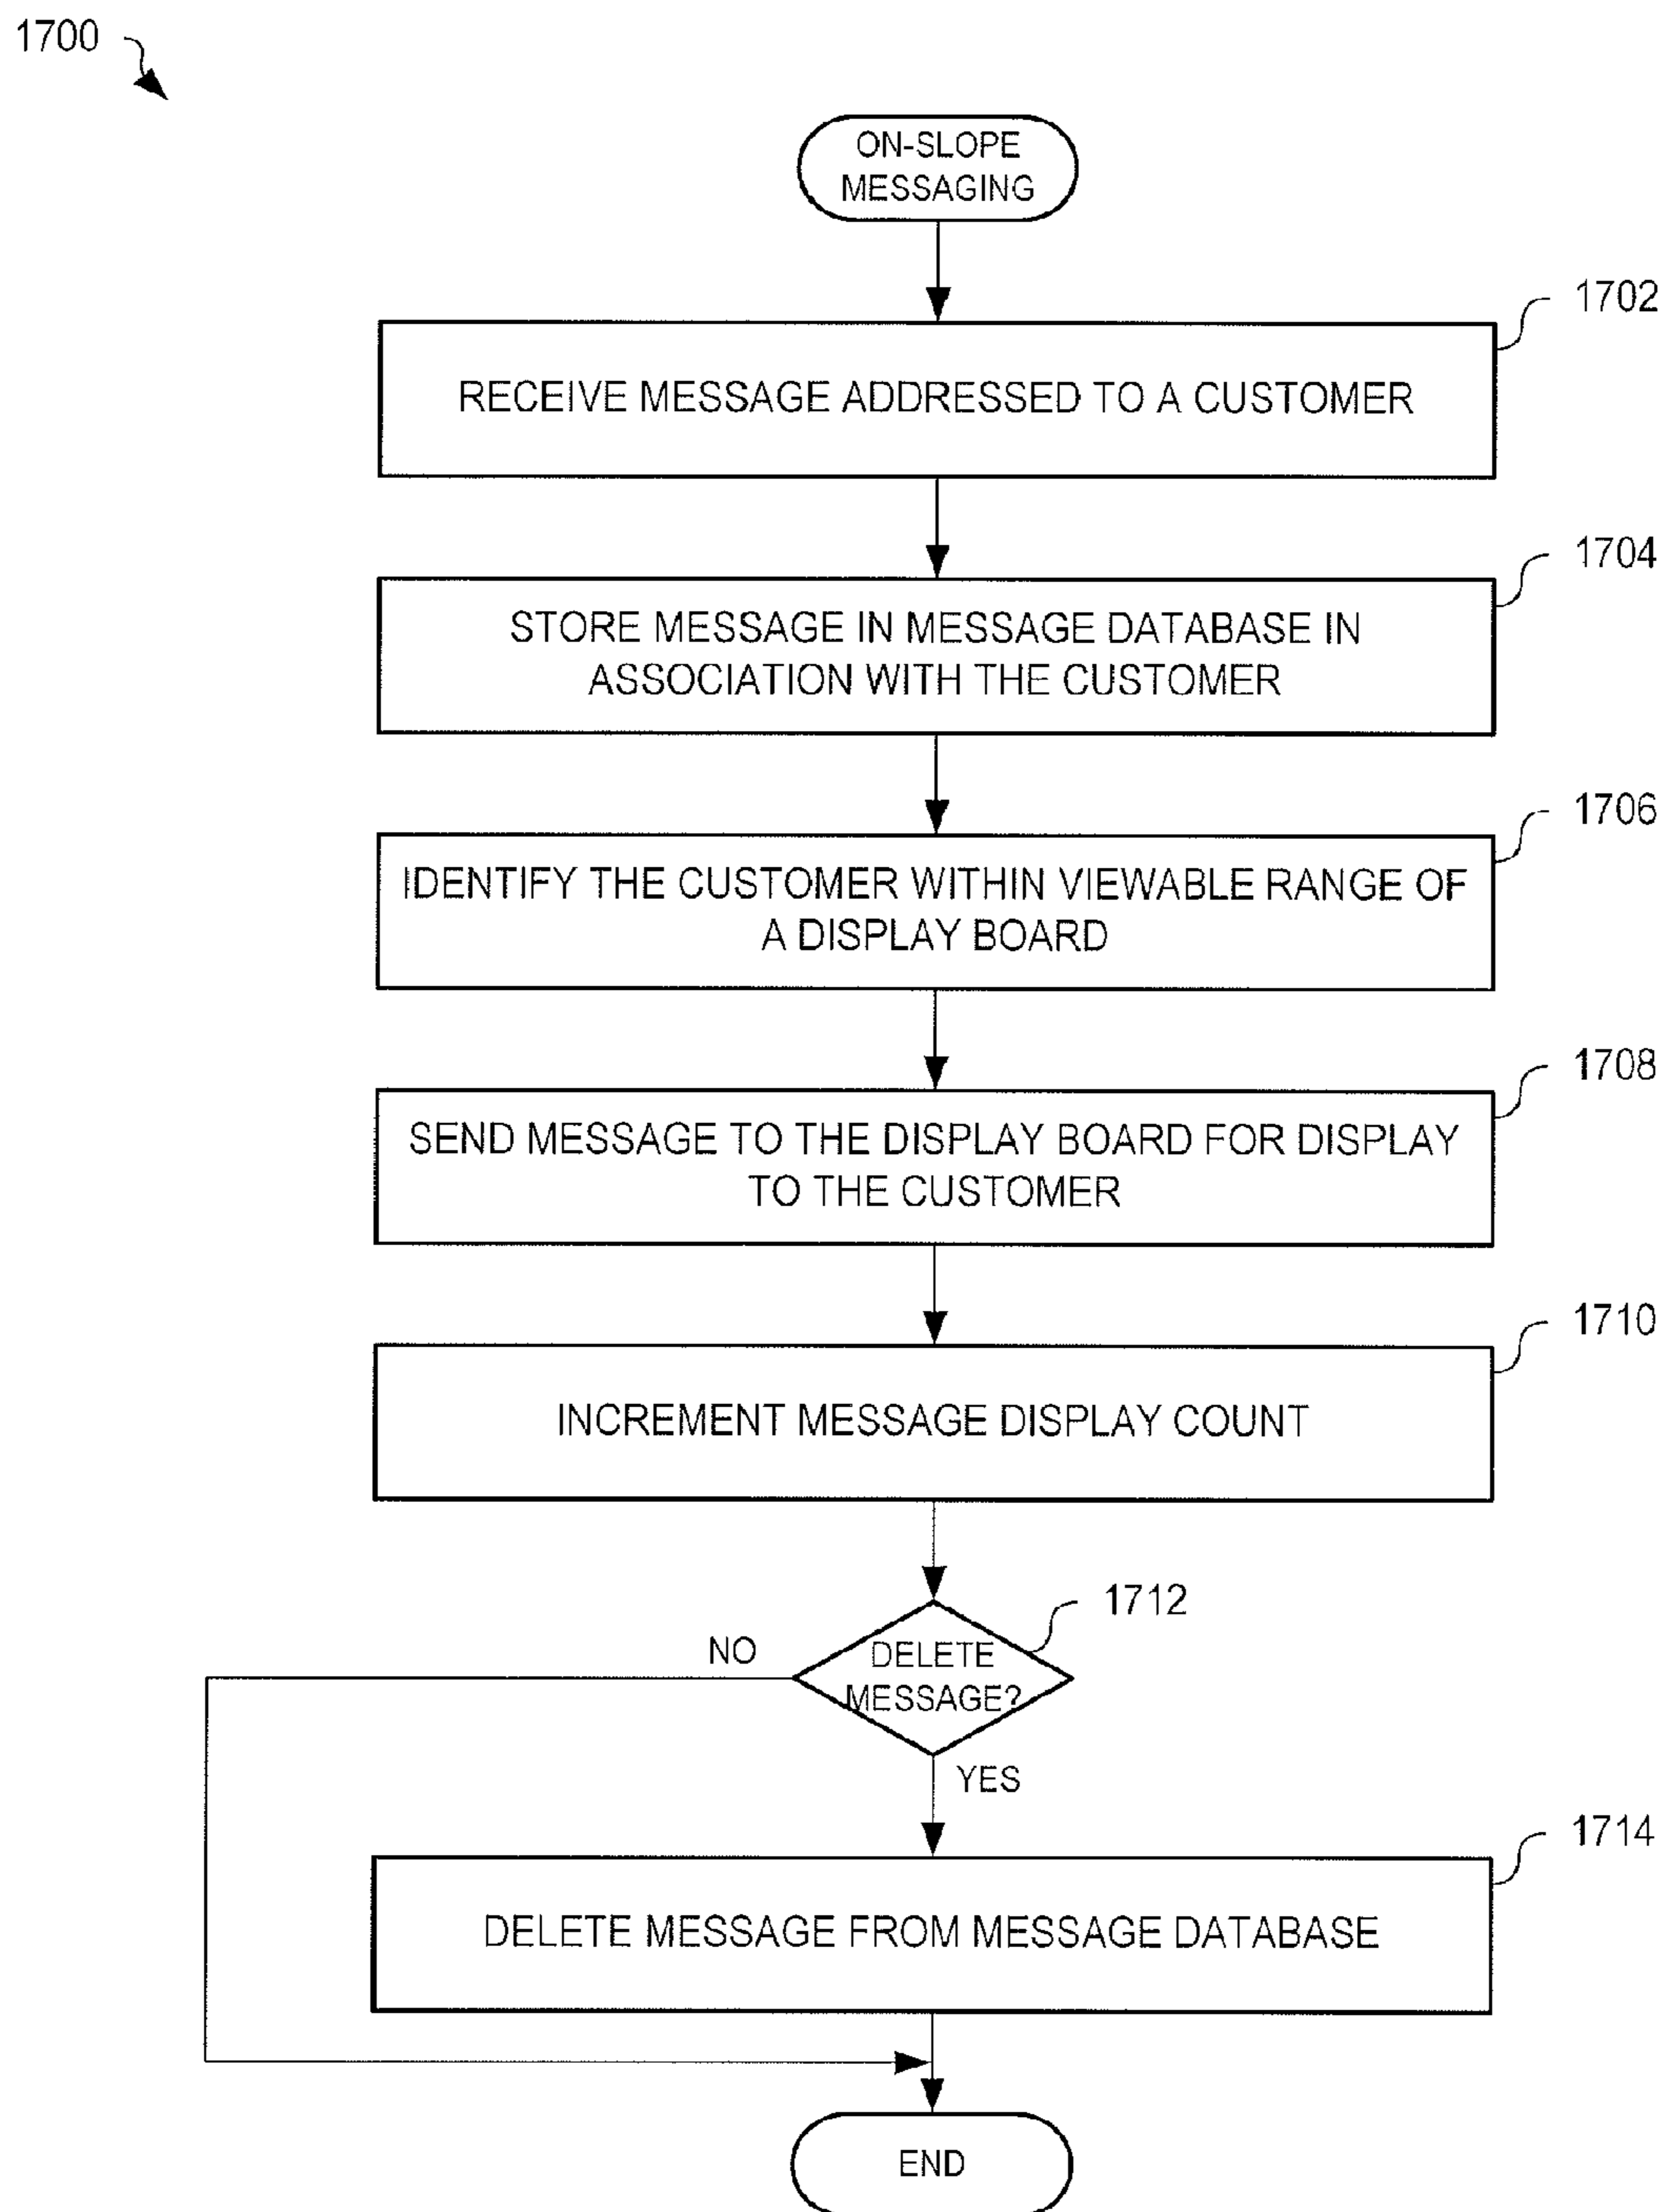 1700
ON-SLOPE
MESSAGING
1702
RECEIVE MESSAGE ADDRESSED TO A CUSTOMER
1704
STORE MESSAGE IN MESSAGE DATABASE IN
ASSOCIATION WITH THE CUSTOMER
1706
IDENTIFY THE CUSTOMER WITHIN VIEWABLE RANGE OF
A DISPLAY BOARD
1708
SEND MESSAGE TO THE DISPLAY BOARD FOR DISPLAY
TO THE CUSTOMER
1710
INCREMENT MESSAGE DISPLAY COUNT
1712
NO
DELETE
MESSAGE?
YES
1714
DELETE MESSAGE FROM MESSAGE DATABASE
END